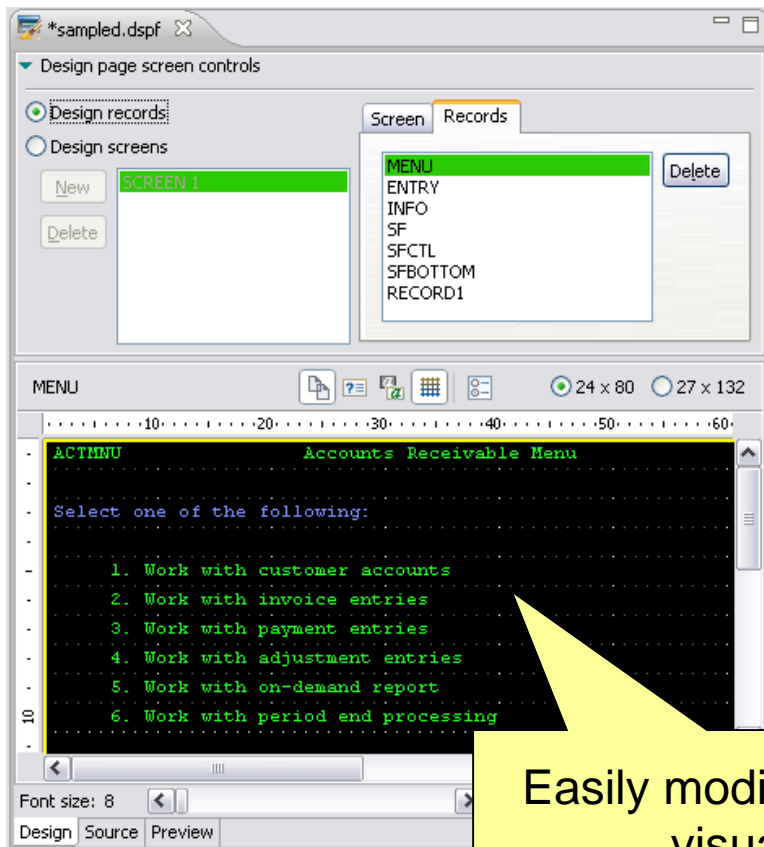 *sampled.dspf
Design page screen controls
Design records
Design screens
New
Delete
SCREEN 1
Screen Records
MENU
ENTRY
INFO
SF
SFCTL
SFBOTTOM
RECORD1
Delete
MENU
24 x 80 27 x 132
10 20 30 40 50 60
ACTMNU Accounts Receivable Menu
Select one of the following:
1. Work with customer accounts
2. Work with invoice entries
3. Work with payment entries
4. Work with adjustment entries
5. Work with on-demand report
6. Work with period end processing
10
Font size: 8
Design Source Preview
Easily